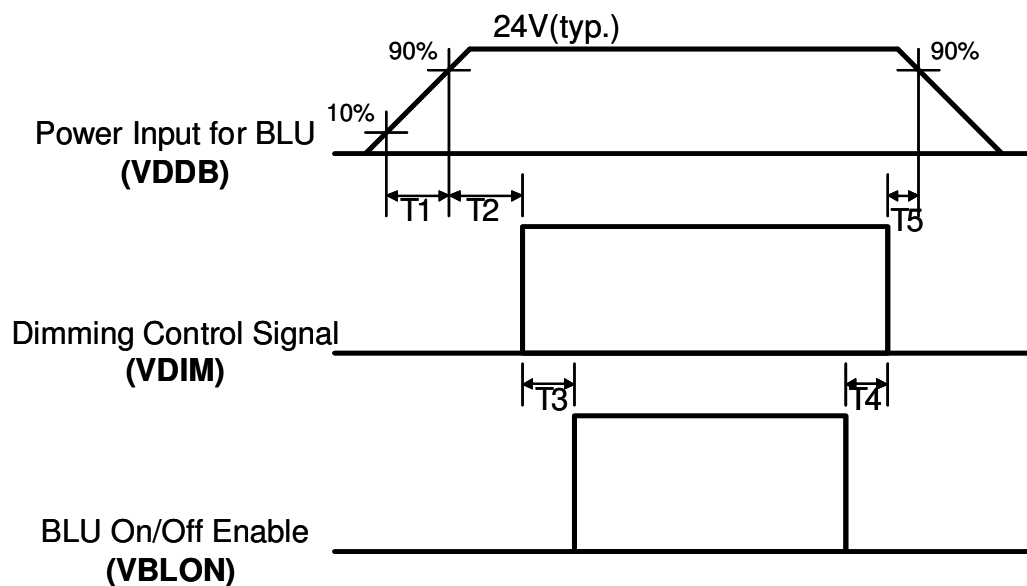 24V(typ.)
90%
90%
10%
Power Input for BLU
(VDDB)
T1
T2
T5
Dimming Control Signal
(VDIM)
T3
T4
BLU On/Off Enable
(VBLON)